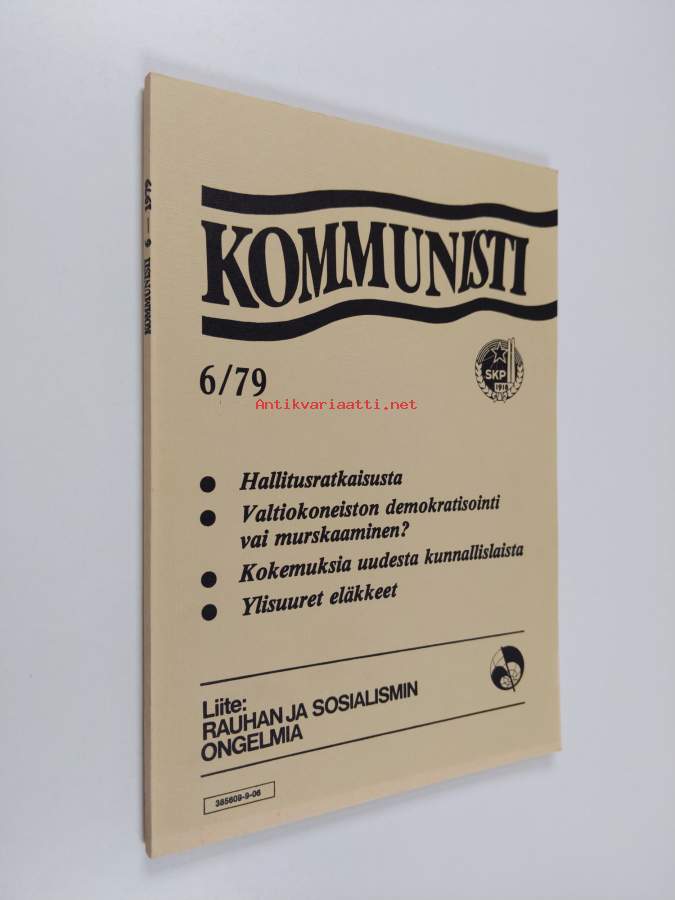 KOMMUNISTI 6 — 1979
KOMMUNISTI
6/79
SKP
1918
Antikvariaatti.net
● Hallitusratkaisusta
● Valtiokoneiston demokratisointi
vai murskaaminen?
● Kokemuksia uudesta kunnallislaista
● Ylisuuret eläkkeet
Liite:
RAUHAN JA SOSIALISMIN
ONGELMIA
385609-9-06